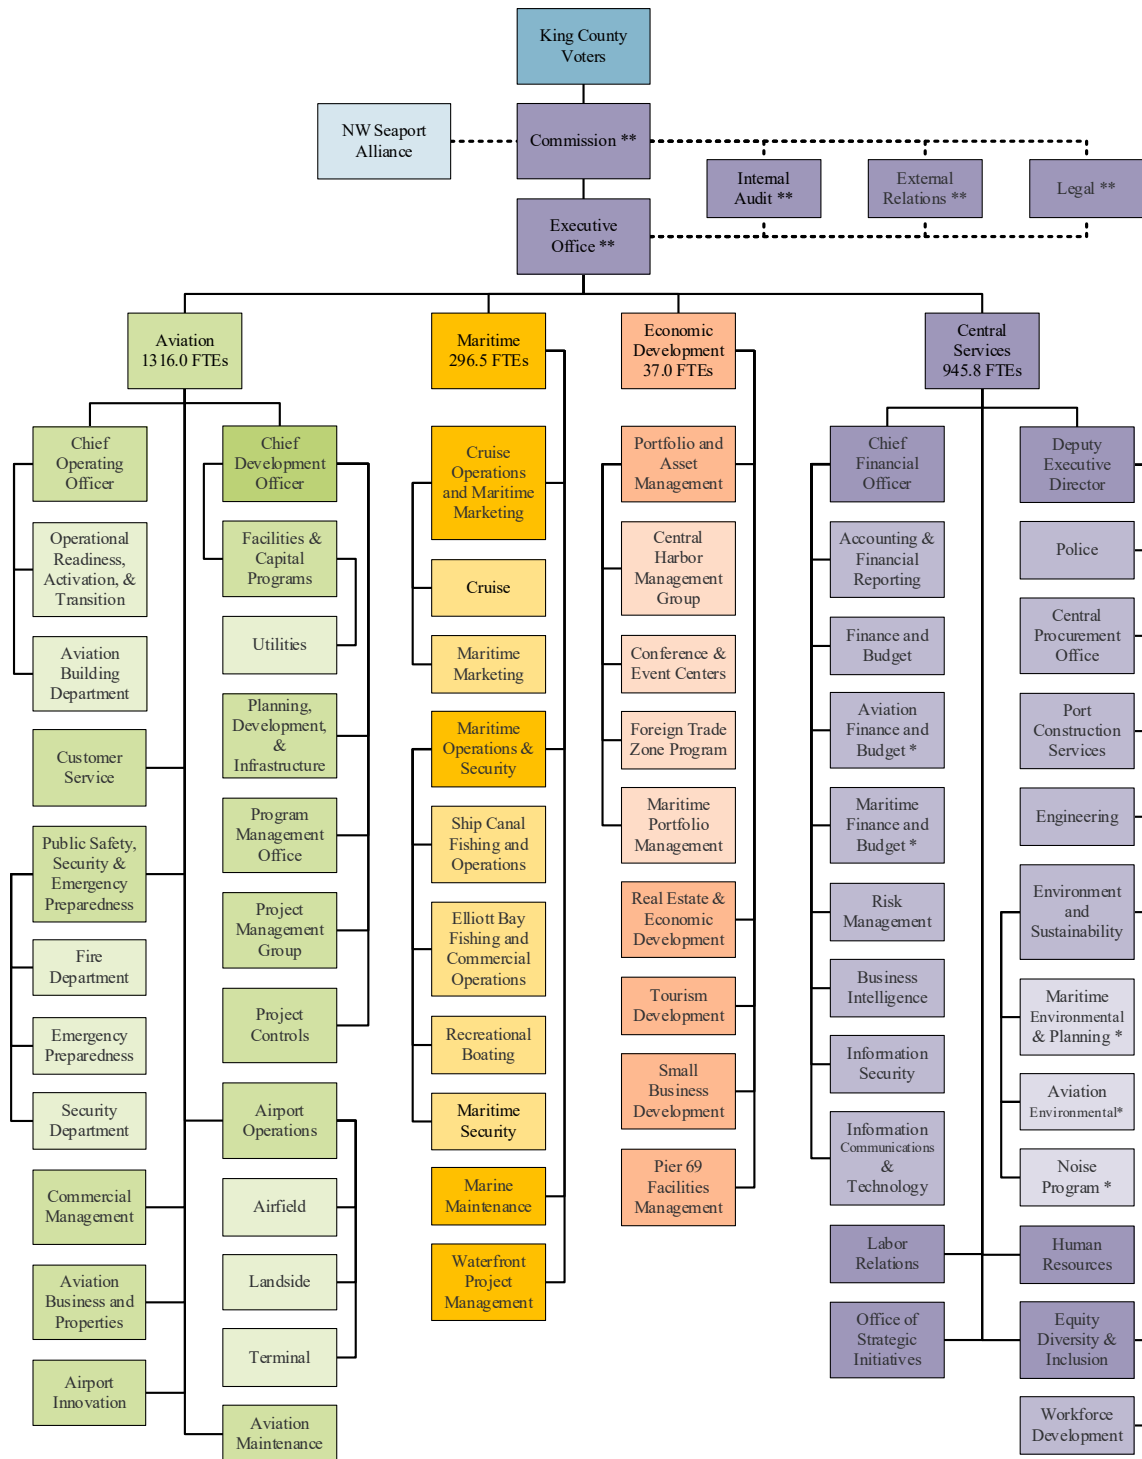 King County
Voters
NW Seaport
Alliance
Commission **
Internal
Audit **
External
Relations **
Legal **
Executive
Office **
Aviation
1316.0 FTEs
Maritime
296.5 FTEs
Economic
Development
37.0 FTEs
Central
Services
945.8 FTEs
Chief
Operating
Officer
Operational
Readiness,
Activation, &
Transition
Aviation
Building
Department
Customer
Service
Public Safety,
Security &
Emergency
Preparedness
Fire
Department
Emergency
Preparedness
Security
Department
Commercial
Management
Aviation
Business and
Properties
Airport
Innovation
Chief
Development
Officer
Facilities &
Capital
Programs
Utilities
Planning,
Development,
&
Infrastructure
Program
Management
Office
Project
Management
Group
Project
Controls
Airport
Operations
Airfield
Landside
Terminal
Aviation
Maintenance
Cruise
Operations
and Maritime
Marketing
Cruise
Maritime
Marketing
Maritime
Operations &
Security
Ship Canal
Fishing and
Operations
Elliott Bay
Fishing and
Commercial
Operations
Recreational
Boating
Maritime
Security
Marine
Maintenance
Waterfront
Project
Management
Portfolio and
Asset
Management
Central
Harbor
Management
Group
Conference &
Event Centers
Foreign Trade
Zone Program
Maritime
Portfolio
Management
Real Estate &
Economic
Development
Tourism
Development
Small
Business
Development
Pier 69
Facilities
Management
Chief
Financial
Officer
Accounting &
Financial
Reporting
Finance and
Budget
Aviation
Finance and
Budget *
Maritime
Finance and
Budget *
Risk
Management
Business
Intelligence
Information
Security
Information
Communications
&
Technology
Labor
Relations
Office of
Strategic
Initiatives
Deputy
Executive
Director
Police
Central
Procurement
Office
Port
Construction
Services
Engineering
Environment
and
Sustainability
Maritime
Environmental
& Planning *
Aviation
Environmental*
Noise
Program *
Human
Resources
Equity
Diversity &
Inclusion
Workforce
Development